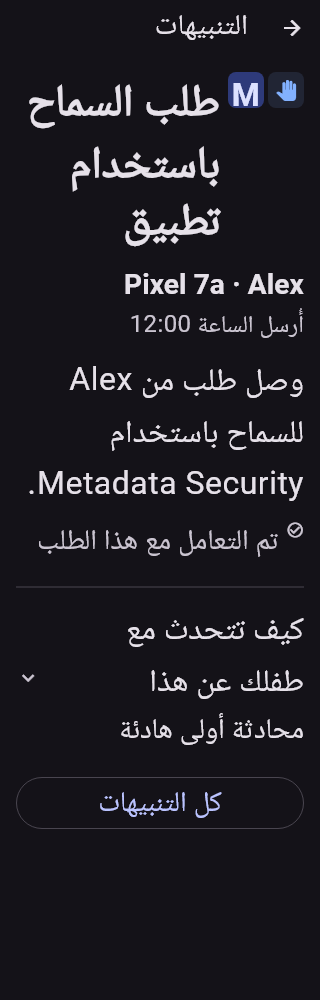 التنبيهات
M
طلب السماح
باستخدام
تطبيق
Pixel 7a · Alex
أرسل الساعة 12:00
وصل طلب من Alex
للسماح باستخدام
Metadata Security.
تم التعامل مع هذا الطلب
كيف تتحدث مع
طفلك عن هذا
محادثة أولى هادئة
كل التنبيهات